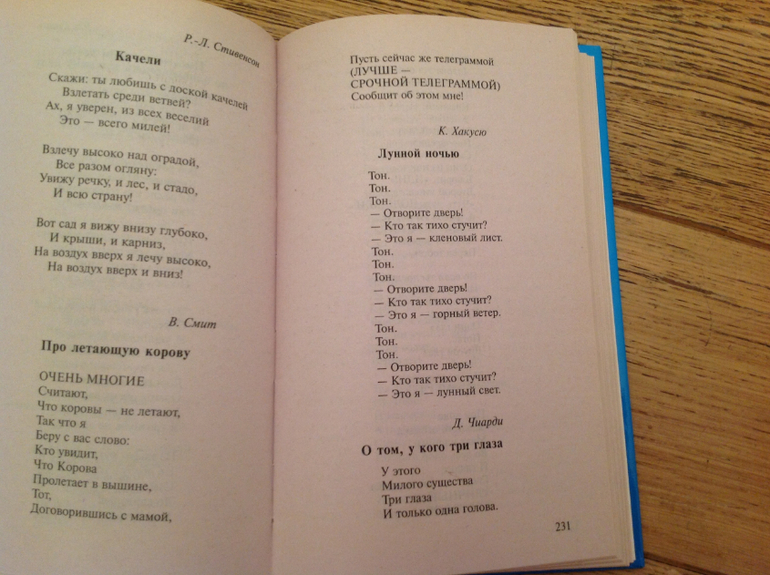 Р.-Л. Стивенсон
Качели
Скажи: ты любишь с доской качелей
Взлетать среди ветвей?
Ах, я уверен, из всех веселий
Это — всего милей!
Взлечу высоко над оградой,
Все разом огляну:
Увижу речку, и лес, и стадо,
И всю страну!
Вот сад я вижу внизу глубоко,
И крыши, и карниз,
На воздух вверх я лечу высоко,
На воздух вверх и вниз!
В. Смит
Про летающую корову
ОЧЕНЬ МНОГИЕ
Считают,
Что коровы — не летают,
Так что я
Беру с вас слово:
Кто увидит,
Что Корова
Пролетает в вышине,
Тот,
Договорившись с мамой,
Пусть сейчас же телеграммой
(ЛУЧШЕ —
СРОЧНОЙ ТЕЛЕГРАММОЙ)
Сообщит об этом мне!
К. Хакусю
Лунной ночью
Тон.
Тон.
Тон.
— Отворите дверь!
— Кто так тихо стучит?
— Это я — кленовый лист.
Тон.
Тон.
Тон.
— Отворите дверь!
— Кто так тихо стучит?
— Это я — горный ветер.
Тон.
Тон.
Тон.
— Отворите дверь!
— Кто так тихо стучит?
— Это я — лунный свет.
Д. Чиарди
О том, у кого три глаза
У этого
Милого существа
Три глаза
И только одна голова.
231